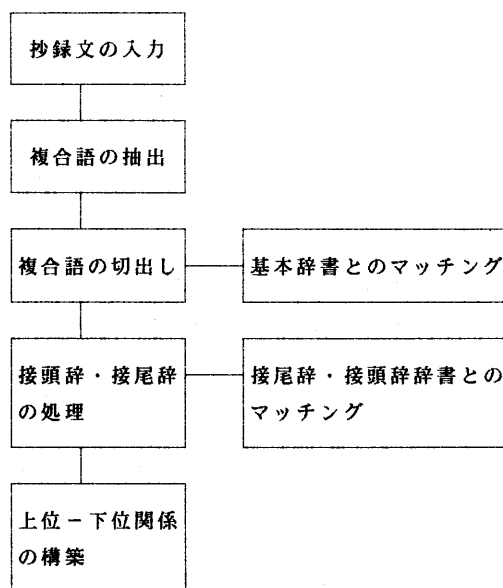 抄録文の入力
複合語の抽出
複合語の切出し
基本辞書とのマッチング
接頭辞・接尾辞
の処理
接尾辞・接頭辞辞書との
マッチング
上位－下位関係
の構築